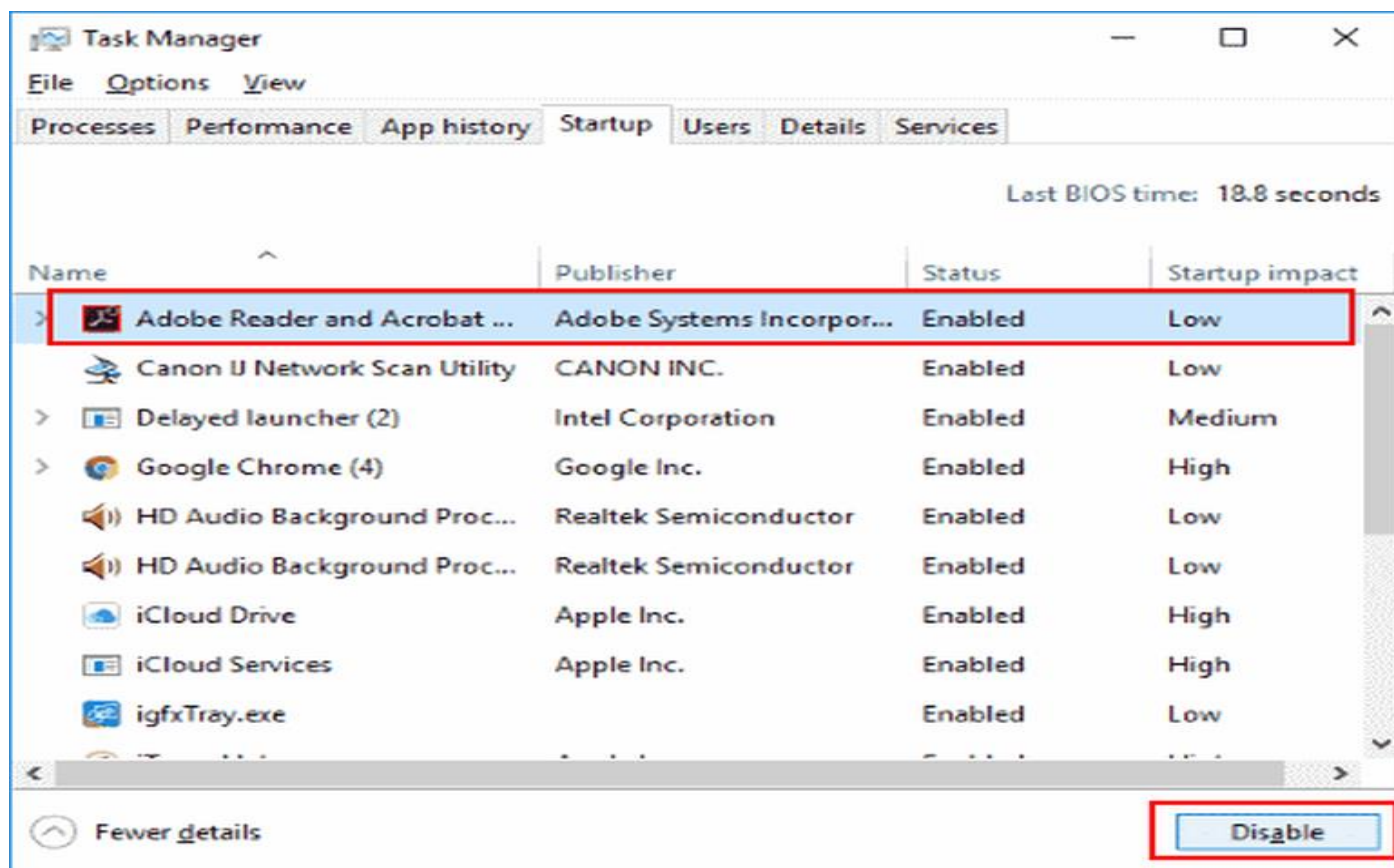 Task Manager
File Options View
Processes Performance App history Startup Users Details Services
Last BIOS time: 18.8 seconds
Name Publisher Status Startup impact
Adobe Reader and Acrobat ... Adobe Systems Incorpor... Enabled Low
Canon IJ Network Scan Utility CANON INC. Enabled Low
Delayed launcher (2) Intel Corporation Enabled Medium
Google Chrome (4) Google Inc. Enabled High
HD Audio Background Proc... Realtek Semiconductor Enabled Low
HD Audio Background Proc... Realtek Semiconductor Enabled Low
iCloud Drive Apple Inc. Enabled High
iCloud Services Apple Inc. Enabled High
igfxTray.exe Enabled Low
Fewer details Disable